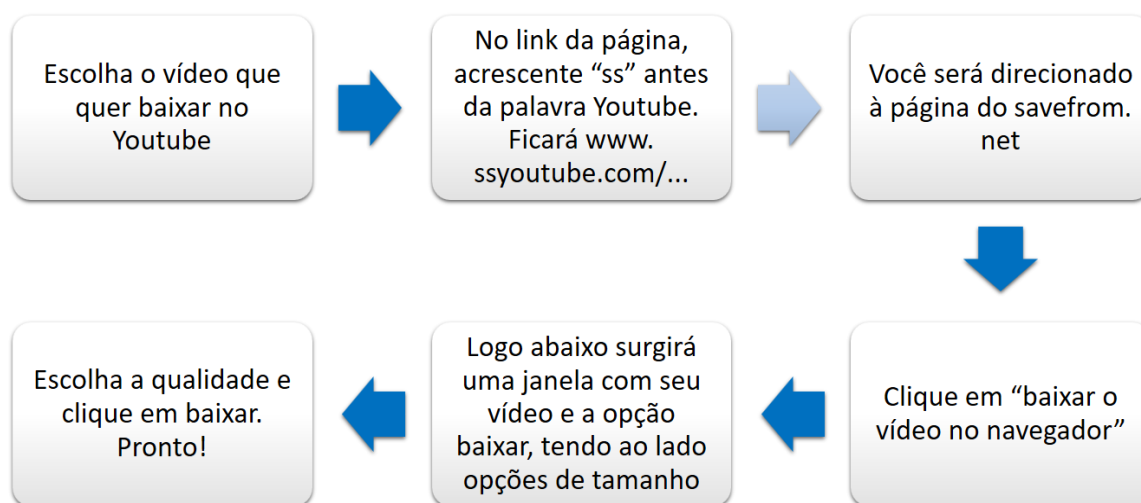 Escolha o vídeo que
quer baixar no
Youtube
No link da página,
acrescente “ss” antes
da palavra Youtube.
Ficará www.
ssyoutube.com/...
Você será direcionado
à página do savefrom.
net
Clique em “baixar o
vídeo no navegador”
Logo abaixo surgirá
uma janela com seu
vídeo e a opção
baixar, tendo ao lado
opções de tamanho
Escolha a qualidade e
clique em baixar.
Pronto!